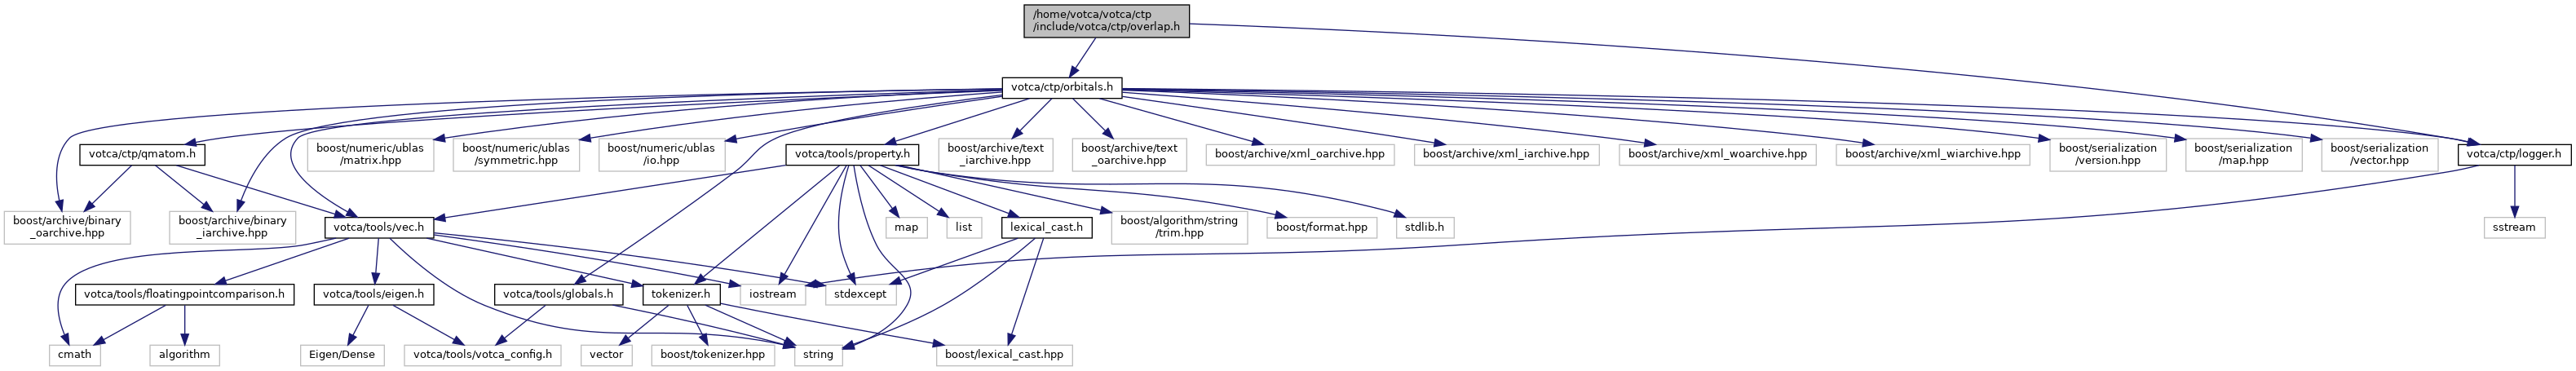 /home/votca/votca/ctp
/include/votca/ctp/overlap.h
votca/ctp/orbitals.h
votca/ctp/qmatom.h
boost/numeric/ublas
/matrix.hpp
boost/numeric/ublas
/symmetric.hpp
boost/numeric/ublas
/io.hpp
votca/tools/property.h
boost/archive/text
_iarchive.hpp
boost/archive/text
_oarchive.hpp
boost/archive/xml_oarchive.hpp
boost/archive/xml_iarchive.hpp
boost/archive/xml_woarchive.hpp
boost/archive/xml_wiarchive.hpp
boost/serialization
/version.hpp
boost/serialization
/map.hpp
boost/serialization
/vector.hpp
votca/ctp/logger.h
boost/archive/binary
_oarchive.hpp
boost/archive/binary
_iarchive.hpp
votca/tools/vec.h
map
list
lexical_cast.h
boost/algorithm/string
/trim.hpp
boost/format.hpp
stdlib.h
sstream
votca/tools/floatingpointcomparison.h
votca/tools/eigen.h
votca/tools/globals.h
tokenizer.h
iostream
stdexcept
cmath
algorithm
Eigen/Dense
votca/tools/votca_config.h
vector
boost/tokenizer.hpp
string
boost/lexical_cast.hpp